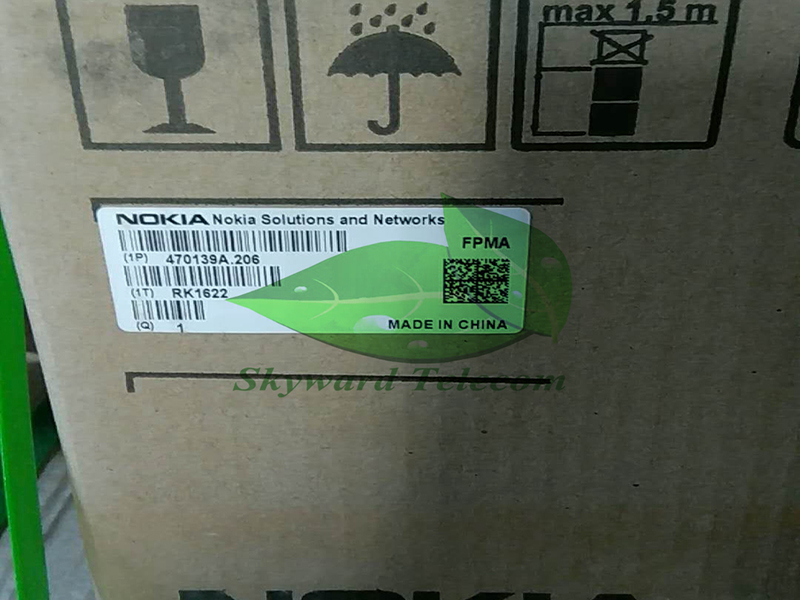 max 1.5 m
NOKIA Nokia Solutions and Networks
FPMA
(1P) 470139A.206
(1T) RK1622
(Q) 1
MADE IN CHINA
Skyward Telecom
NOKIA